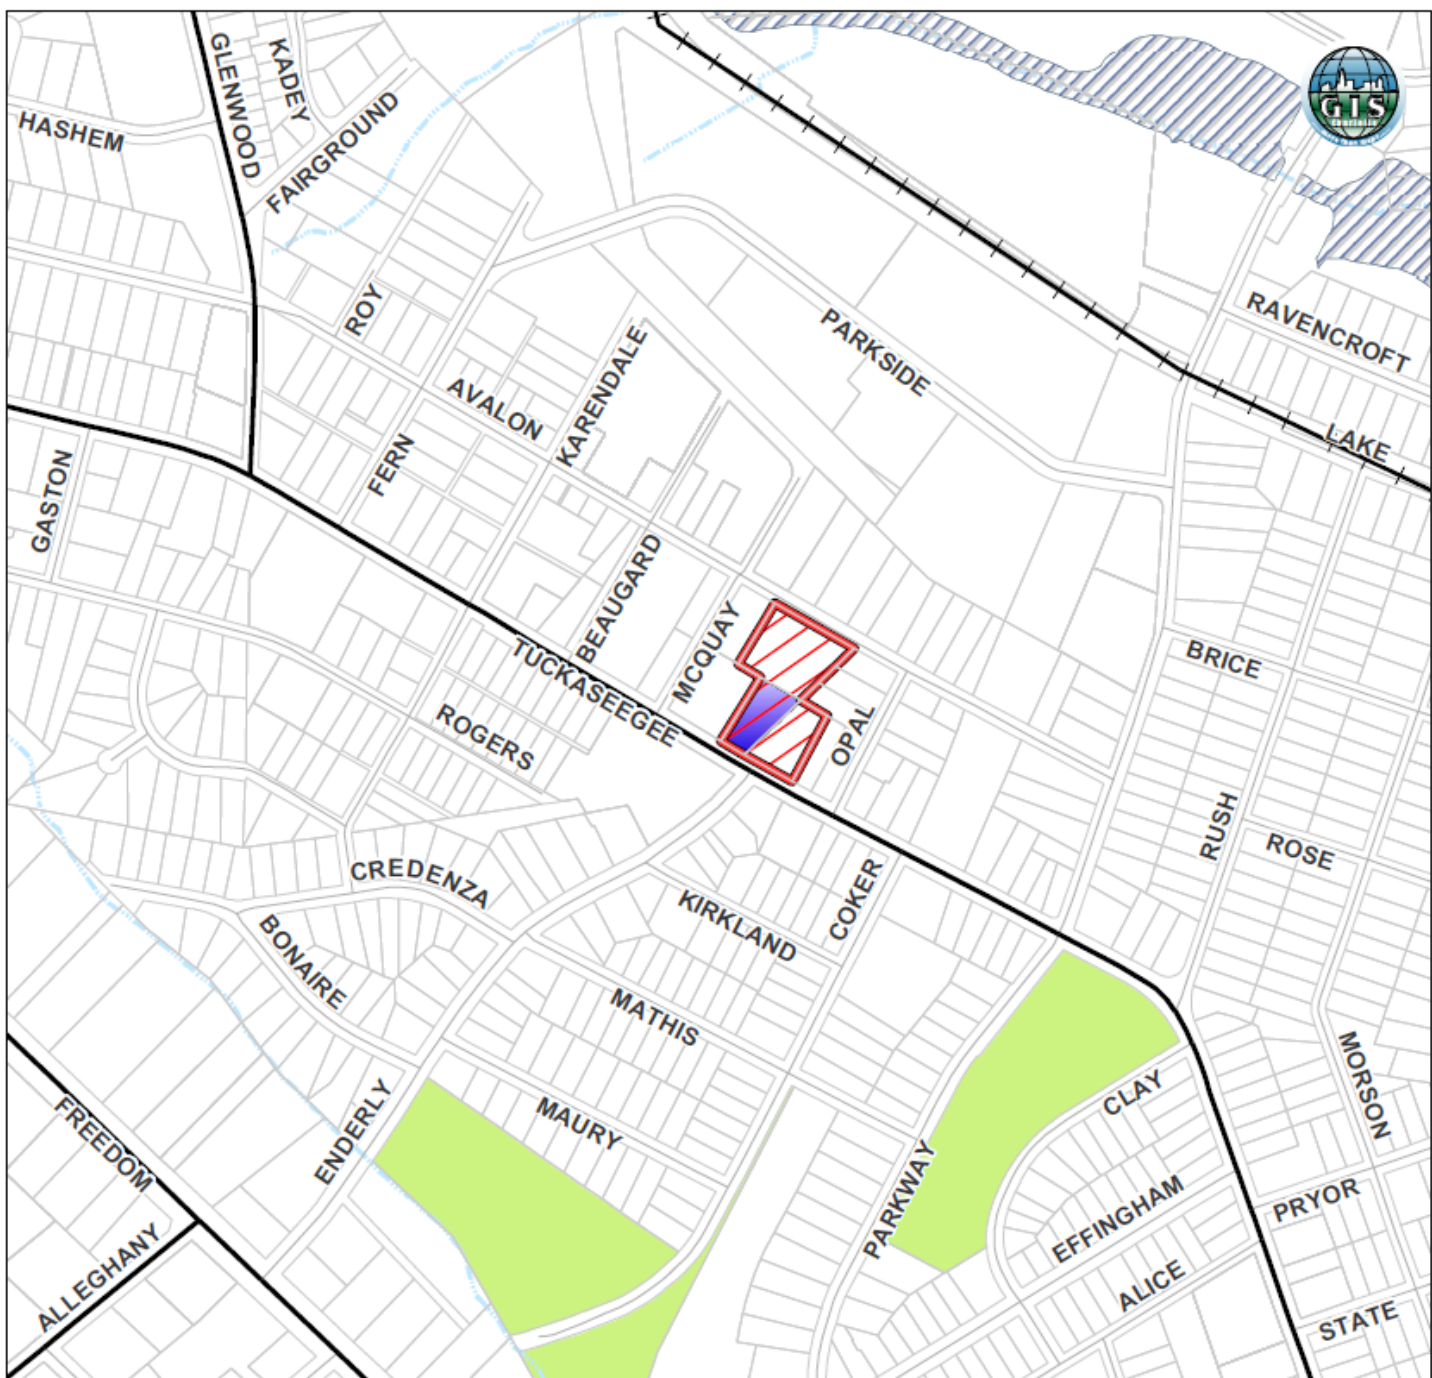 GLENWOOD
KADEY
HASHEM
FAIRGROUND
GIS
ROY
PARKSIDE
RAVENCROFT
KARENDALE
AVALON
LAKE
FERN
GASTON
BEAUGARD
MCQUAY
TUCKASEEGEE
BRICE
OPAL
ROGERS
RUSH
ROSE
CREDENZA
COKER
KIRKLAND
BONAIRE
MATHIS
MORSON
CLAY
MAURY
ENDERLY
FREEDOM
PARKWAY
EFFINGHAM
PRYOR
ALLEGHANY
ALICE
STATE